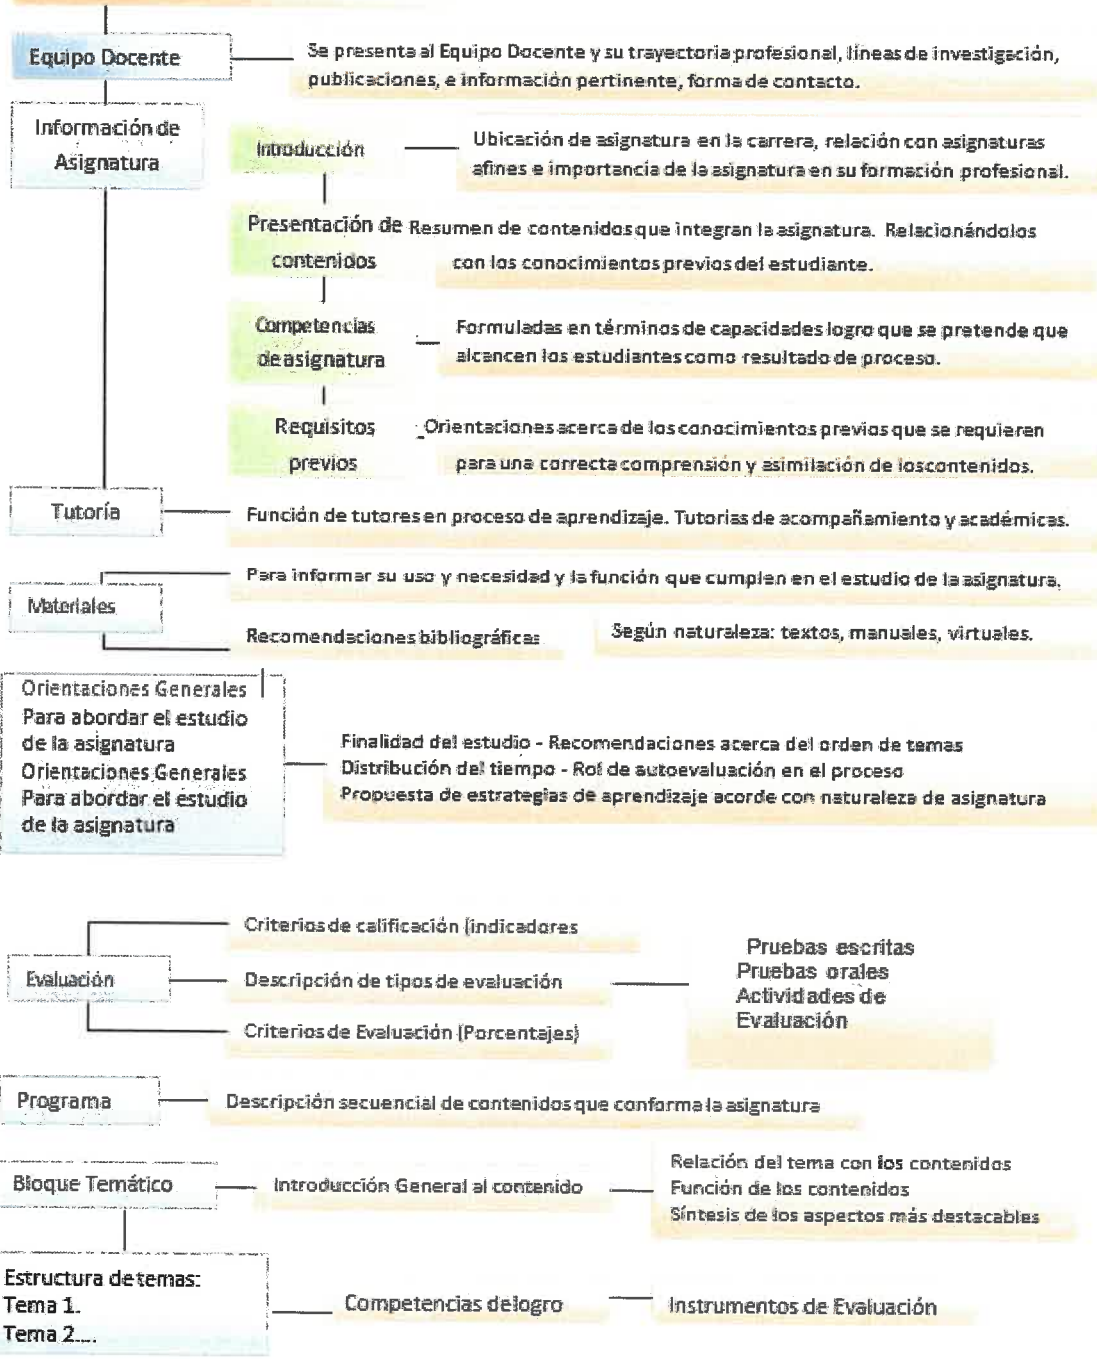 Equipo Docente
Se presenta al Equipo Docente y su trayectoria profesional, líneas de investigación,
publicaciones, e información pertinente, forma de contacto.
Información de
Asignatura
Introducción
Ubicación de asignatura en la carrera, relación con asignaturas
afines e importancia de la asignatura en su formación profesional.
Presentación de
contenidos
Resumen de contenidos que integran la asignatura. Relacionándolos
con los conocimientos previos del estudiante.
Competencias
de asignatura
Formuladas en términos de capacidades logro que se pretende que
alcancen los estudiantes como resultado de proceso.
Requisitos
previos
Orientaciones acerca de los conocimientos previos que se requieren
para una correcta comprensión y asimilación de los contenidos.
Tutoría
Función de tutores en proceso de aprendizaje. Tutorias de acompañamiento y académicas.
Materiales
Para informar su uso y necesidad y la función que cumplen en el estudio de la asignatura.
Recomendaciones bibliográficas
Según naturaleza: textos, manuales, virtuales.
Orientaciones Generales
Para abordar el estudio
de la asignatura
Orientaciones Generales
Para abordar el estudio
de la asignatura
Finalidad del estudio - Recomendaciones acerca del orden de temas
Distribución del tiempo - Rol de autoevaluación en el proceso
Propuesta de estrategias de aprendizaje acorde con naturaleza de asignatura
Evaluación
Criterios de calificación (indicadores
Descripción de tipos de evaluación
Criterios de Evaluación (Porcentajes)
Pruebas escritas
Pruebas orales
Actividades de
Evaluación
Programa
Descripción secuencial de contenidos que conforma la asignatura
Bloque Temático
Introducción General al contenido
Relación del tema con los contenidos
Función de los contenidos
Síntesis de los aspectos más destacables
Estructura de temas:
Tema 1.
Tema 2....
Competencias de logro
Instrumentos de Evaluación